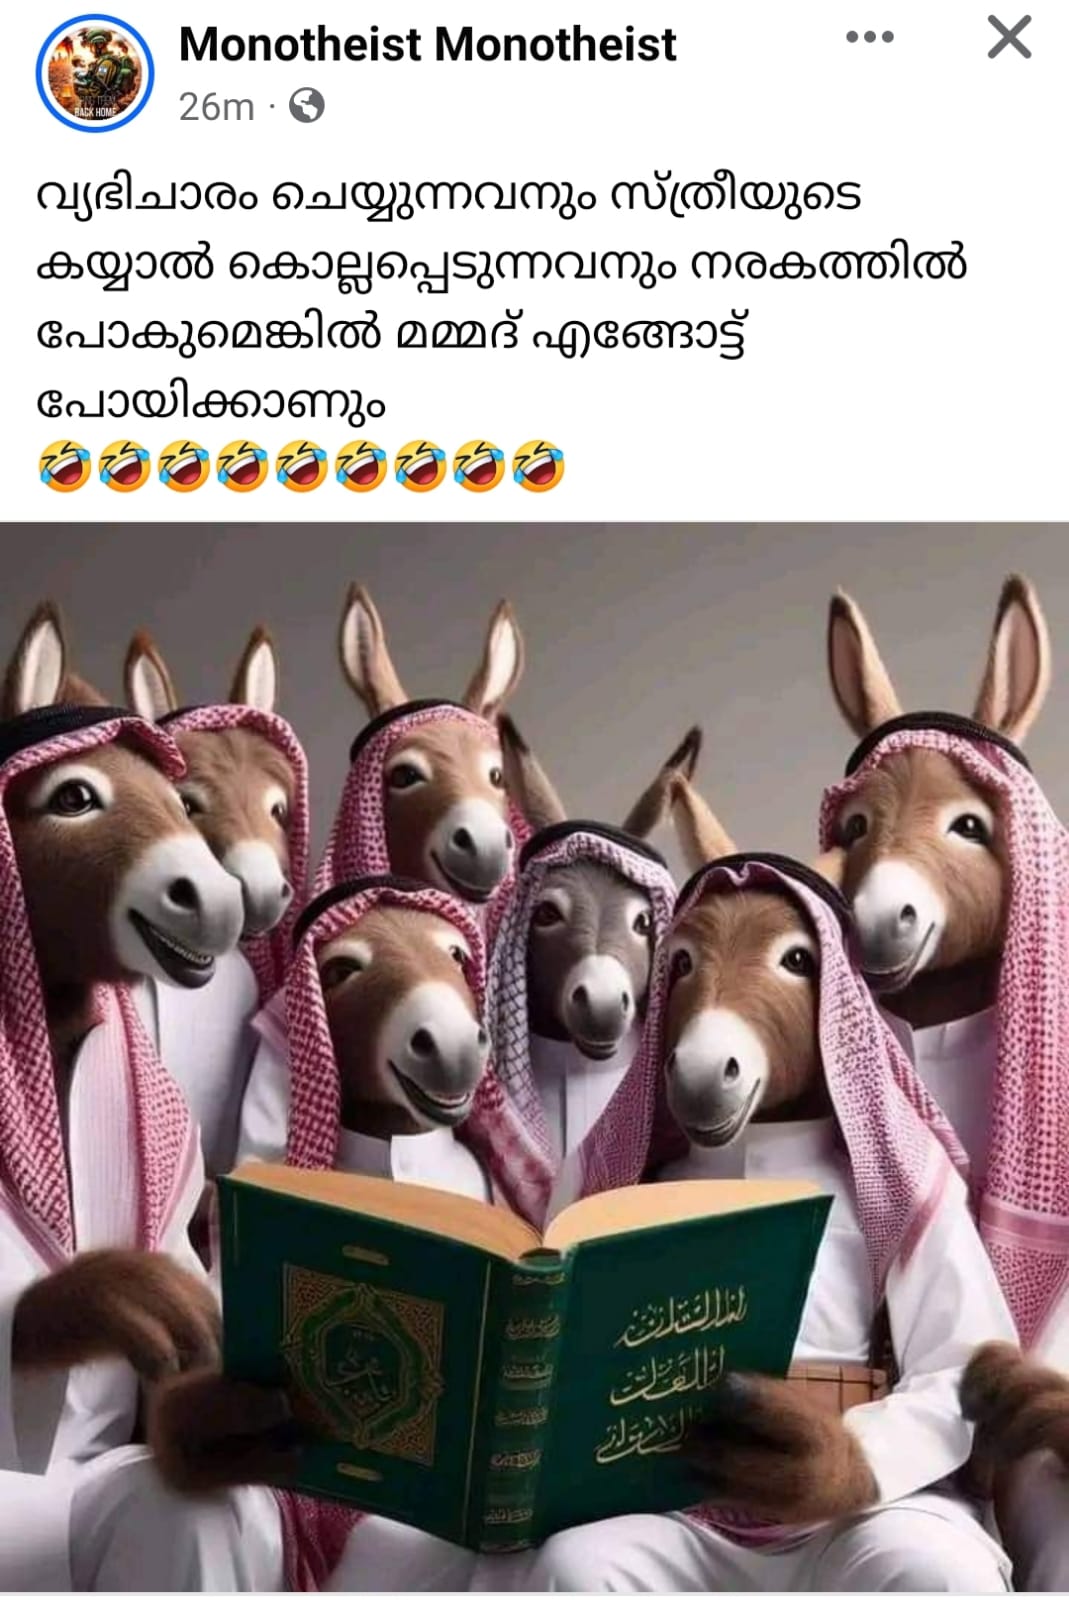 Monotheist Monotheist
26m ·
വ്യഭിചാരം ചെയ്യുന്നവനും സ്ത്രീയുടെ
കയ്യാൽ കൊല്ലപ്പെടുന്നവനും നരകത്തിൽ
പോകുമെങ്കിൽ മമ്മദ് എങ്ങോട്ട്
പോയിക്കാണും
🤣🤣🤣🤣🤣🤣🤣🤣🤣